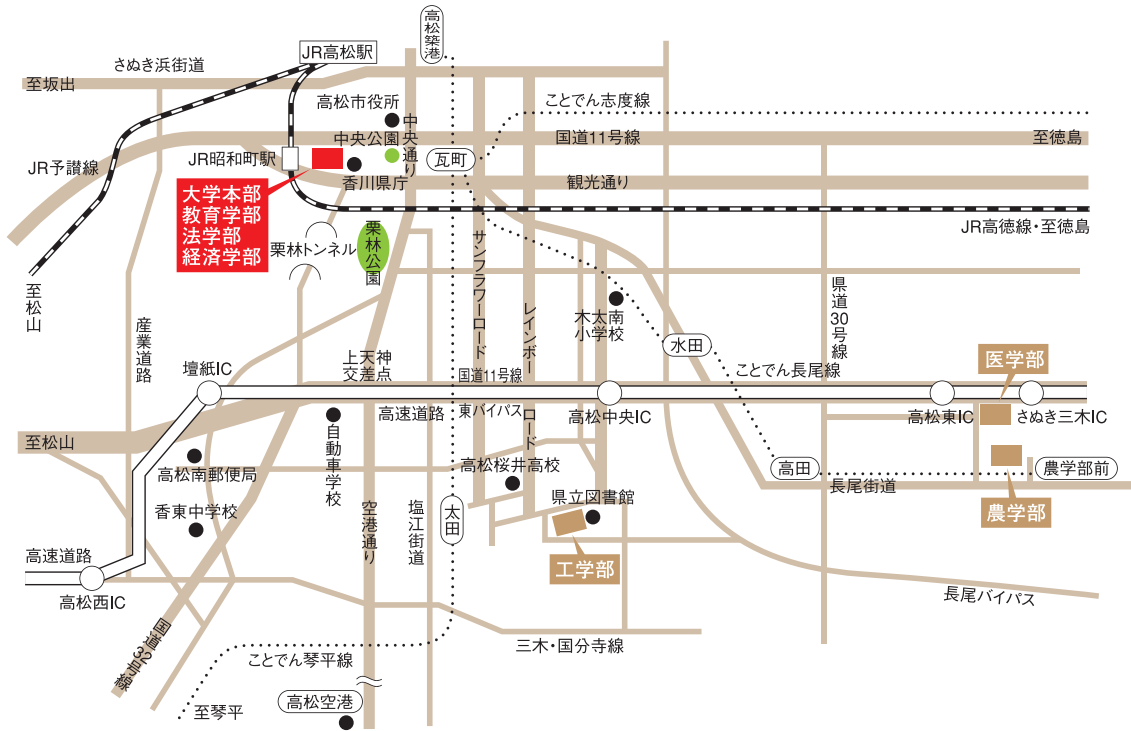 高松築港
JR高松駅
さぬき浜街道
至坂出
高松市役所
ことでん志度線
中央通り
中央公園
国道11号線
至徳島
JR昭和町駅
瓦町
JR予讃線
香川県庁
観光通り
大学本部
教育学部
法学部
経済学部
JR高徳線・至徳島
栗林トンネル
栗林公園
サンフラワーロード
至松山
産業道路
レインボーロード
木太南
小学校
県道30号線
水田
上天神
交差点
壇紙IC
国道11号線
東バイパス
ことでん長尾線
医学部
高速道路
高松中央IC
高松東IC
さぬき三木IC
至松山
自動車学校
高松南郵便局
高松桜井高校
高田
農学部前
長尾街道
県立図書館
農学部
香東中学校
空港通り
塩江街道
太田
高速道路
工学部
高松西IC
長尾バイパス
国道32号線
三木・国分寺線
ことでん琴平線
高松空港
至琴平